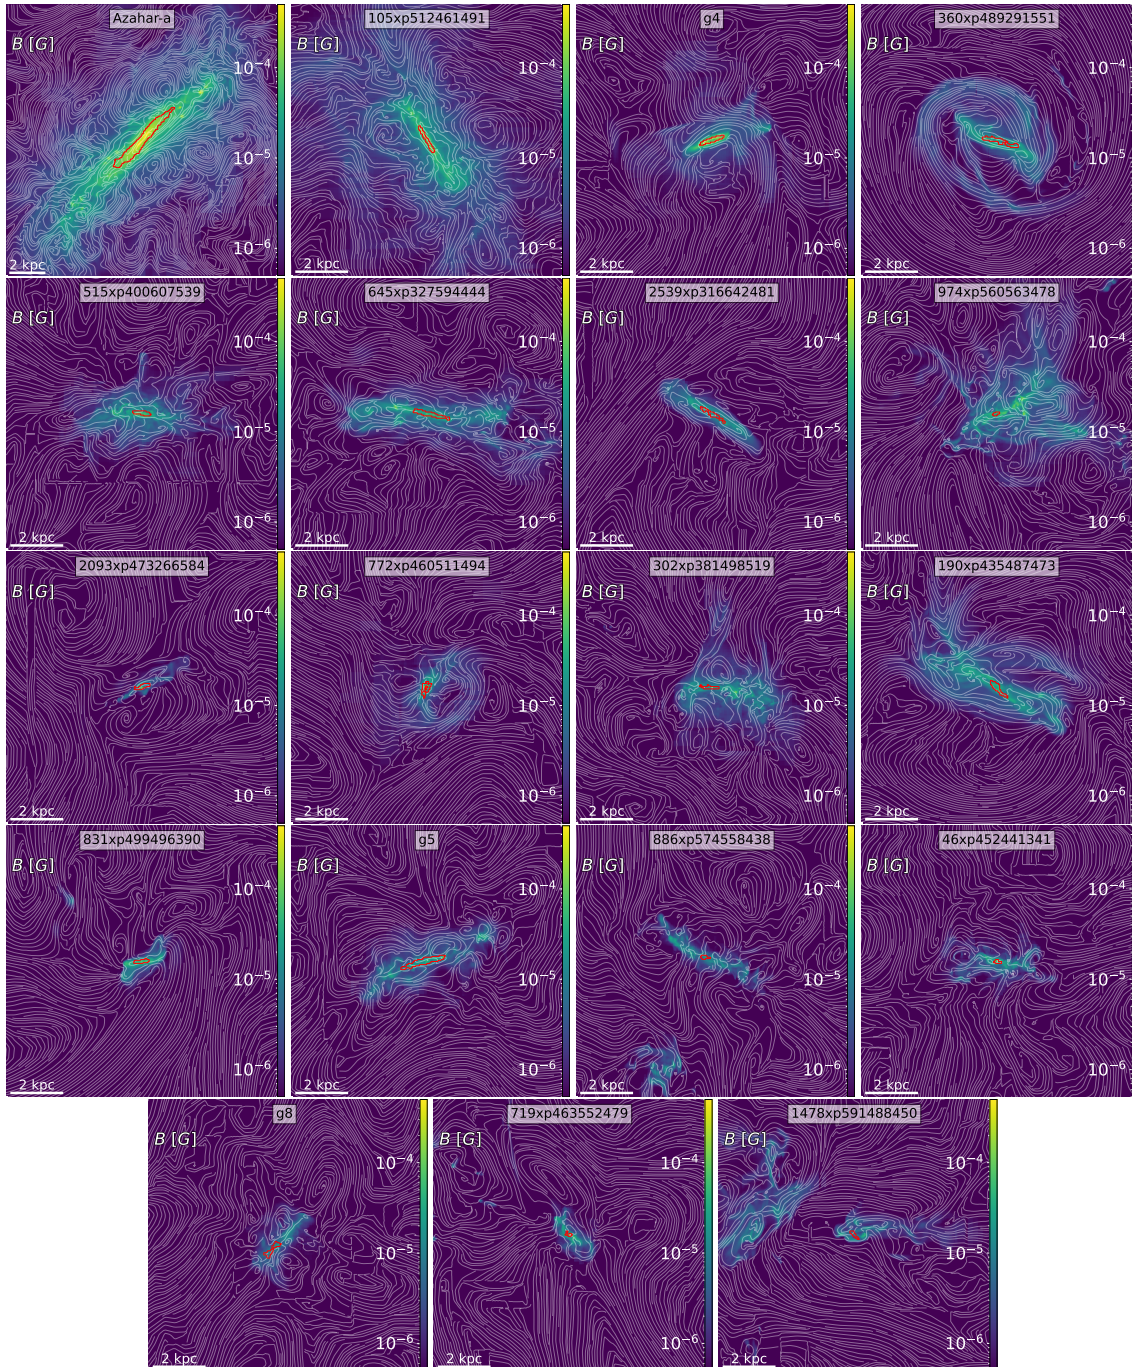 Azahar-a
B [G]
10⁻⁴
10⁻⁵
10⁻⁶
2 kpc
105xp512461491
B [G]
10⁻⁴
10⁻⁵
10⁻⁶
2 kpc
g4
B [G]
10⁻⁴
10⁻⁵
10⁻⁶
2 kpc
360xp489291551
B [G]
10⁻⁴
10⁻⁵
10⁻⁶
2 kpc
515xp400607539
B [G]
10⁻⁴
10⁻⁵
10⁻⁶
2 kpc
645xp327594444
B [G]
10⁻⁴
10⁻⁵
10⁻⁶
2 kpc
2539xp316642481
B [G]
10⁻⁴
10⁻⁵
10⁻⁶
2 kpc
974xp560563478
B [G]
10⁻⁴
10⁻⁵
10⁻⁶
2 kpc
2093xp473266584
B [G]
10⁻⁴
10⁻⁵
10⁻⁶
2 kpc
772xp460511494
B [G]
10⁻⁴
10⁻⁵
10⁻⁶
2 kpc
302xp381498519
B [G]
10⁻⁴
10⁻⁵
10⁻⁶
2 kpc
190xp435487473
B [G]
10⁻⁴
10⁻⁵
10⁻⁶
2 kpc
831xp499496390
B [G]
10⁻⁴
10⁻⁵
10⁻⁶
2 kpc
g5
B [G]
10⁻⁴
10⁻⁵
10⁻⁶
2 kpc
886xp574558438
B [G]
10⁻⁴
10⁻⁵
10⁻⁶
2 kpc
46xp452441341
B [G]
10⁻⁴
10⁻⁵
10⁻⁶
2 kpc
g8
B [G]
10⁻⁴
10⁻⁵
10⁻⁶
2 kpc
719xp463552479
B [G]
10⁻⁴
10⁻⁵
10⁻⁶
2 kpc
1478xp591488450
B [G]
10⁻⁴
10⁻⁵
10⁻⁶
2 kpc